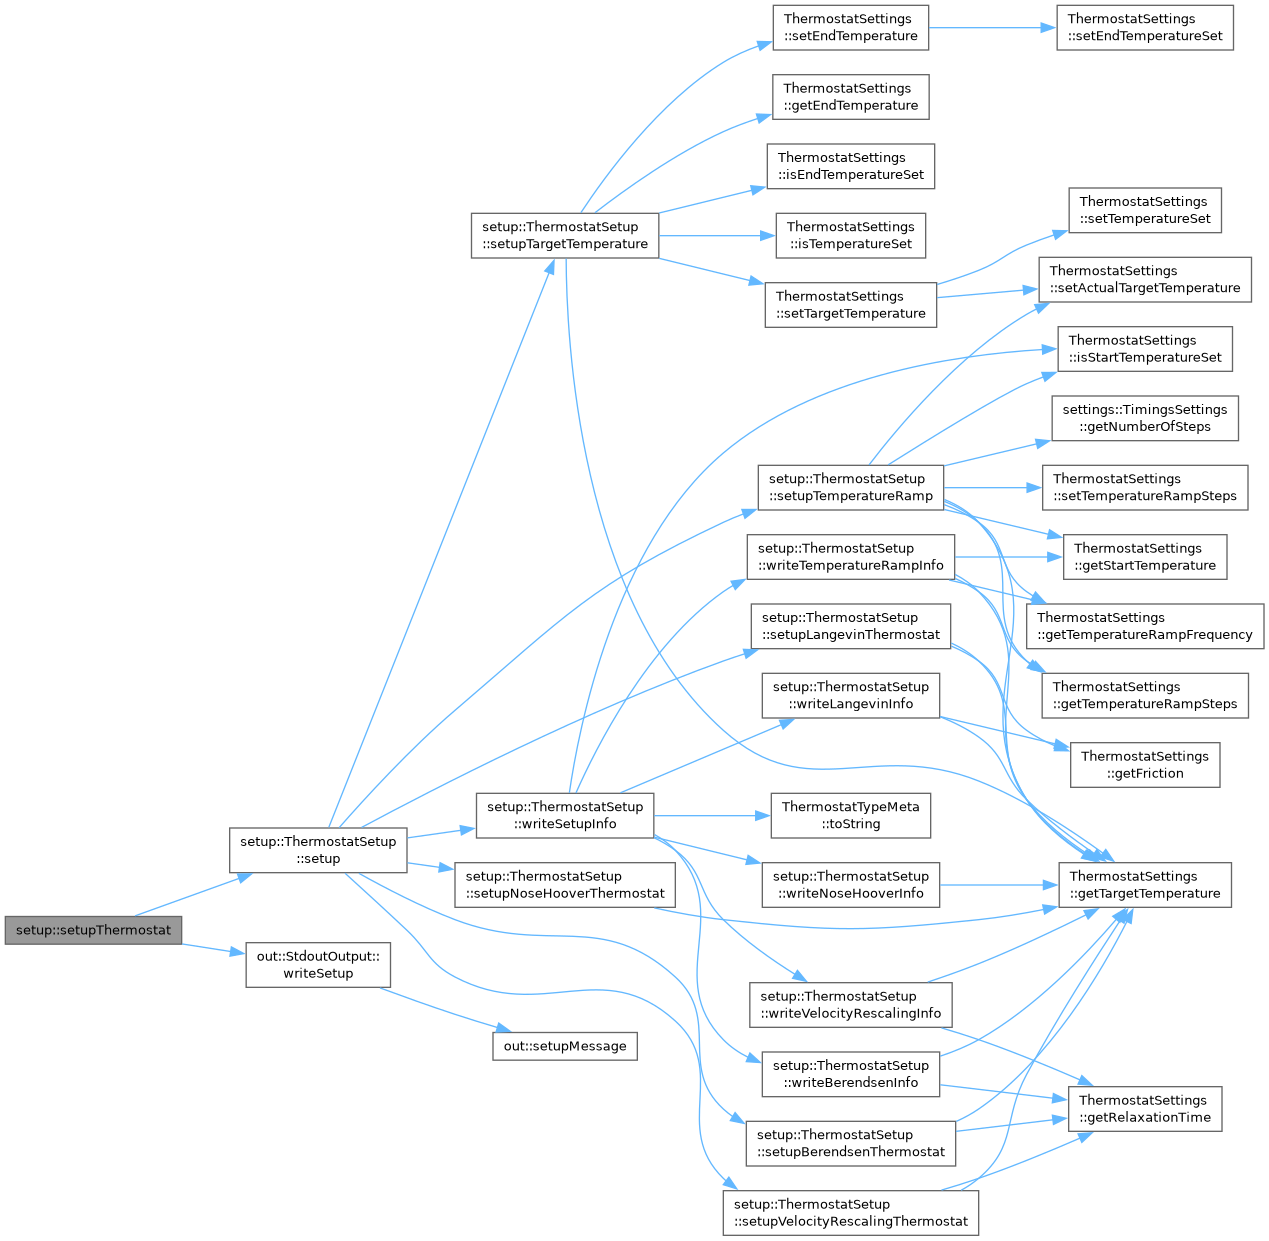 ThermostatSettings
::setEndTemperature
ThermostatSettings
::setEndTemperatureSet
ThermostatSettings
::getEndTemperature
ThermostatSettings
::isEndTemperatureSet
setup::ThermostatSetup
::setupTargetTemperature
ThermostatSettings
::isTemperatureSet
ThermostatSettings
::setTemperatureSet
ThermostatSettings
::setTargetTemperature
ThermostatSettings
::setActualTargetTemperature
ThermostatSettings
::isStartTemperatureSet
settings::TimingsSettings
::getNumberOfSteps
setup::ThermostatSetup
::setupTemperatureRamp
ThermostatSettings
::setTemperatureRampSteps
setup::ThermostatSetup
::writeTemperatureRampInfo
ThermostatSettings
::getStartTemperature
setup::ThermostatSetup
::setupLangevinThermostat
ThermostatSettings
::getTemperatureRampFrequency
setup::ThermostatSetup
::writeLangevinInfo
ThermostatSettings
::getTemperatureRampSteps
ThermostatSettings
::getFriction
setup::ThermostatSetup
::writeSetupInfo
ThermostatTypeMeta
::toString
setup::ThermostatSetup
::setup
setup::ThermostatSetup
::setupNoseHooverThermostat
setup::ThermostatSetup
::writeNoseHooverInfo
ThermostatSettings
::getTargetTemperature
setup::setupThermostat
out::StdoutOutput::
writeSetup
setup::ThermostatSetup
::writeVelocityRescalingInfo
out::setupMessage
setup::ThermostatSetup
::writeBerendsenInfo
ThermostatSettings
::getRelaxationTime
setup::ThermostatSetup
::setupBerendsenThermostat
setup::ThermostatSetup
::setupVelocityRescalingThermostat